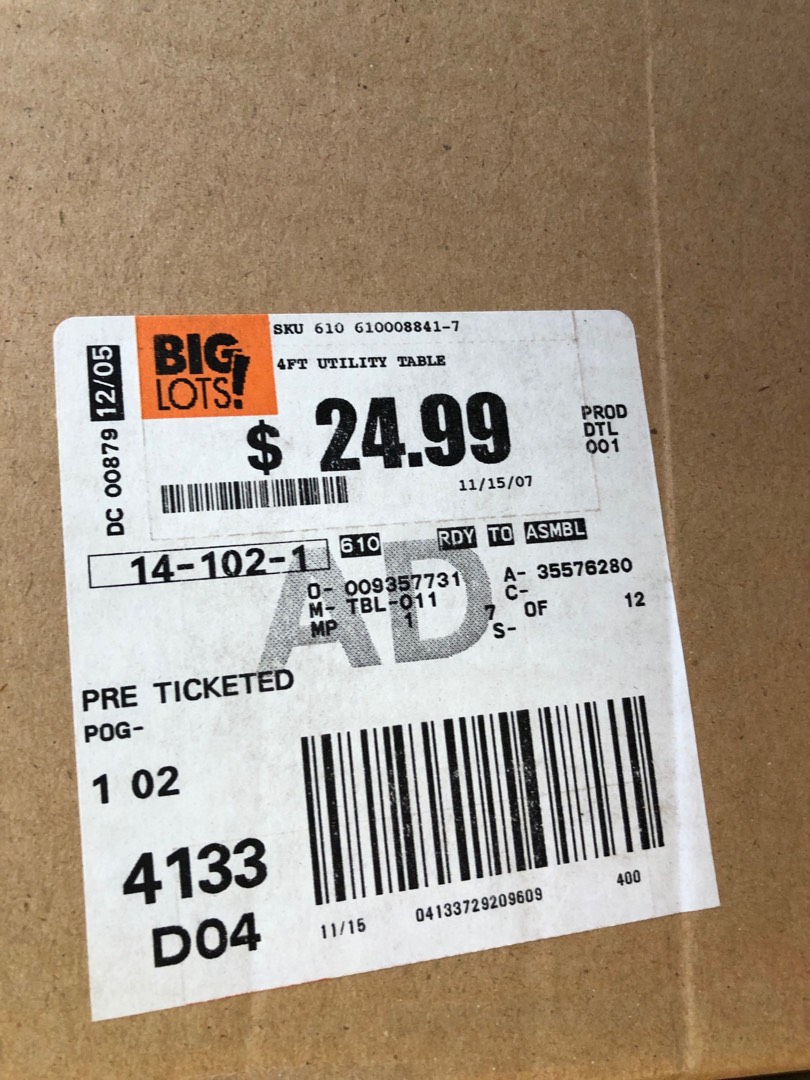 SKU 610 610008841-7
BIG LOTS!
4FT UTILITY TABLE
$ 24.99
11/15/07
PROD
DTL
001
DC 00879 12/05
14-102-1 610 RDY TO ASMBL
AD
O- 009357731 A- 35576280
M- TBL-011 C-
MP 1 7 OF 12
S-
PRE TICKETED
POG-
1 02
4133
D04
11/15 04133729209609 400